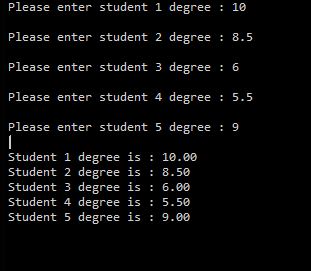 Please enter student 1 degree : 10
Please enter student 2 degree : 8.5
Please enter student 3 degree : 6
Please enter student 4 degree : 5.5
Please enter student 5 degree : 9
Student 1 degree is : 10.00
Student 2 degree is : 8.50
Student 3 degree is : 6.00
Student 4 degree is : 5.50
Student 5 degree is : 9.00